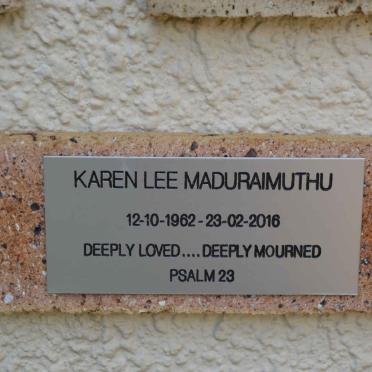 KAREN LEE MADURAIMUTHU
12-10-1962 - 23-02-2016
DEEPLY LOVED....DEEPLY MOURNED
PSALM 23